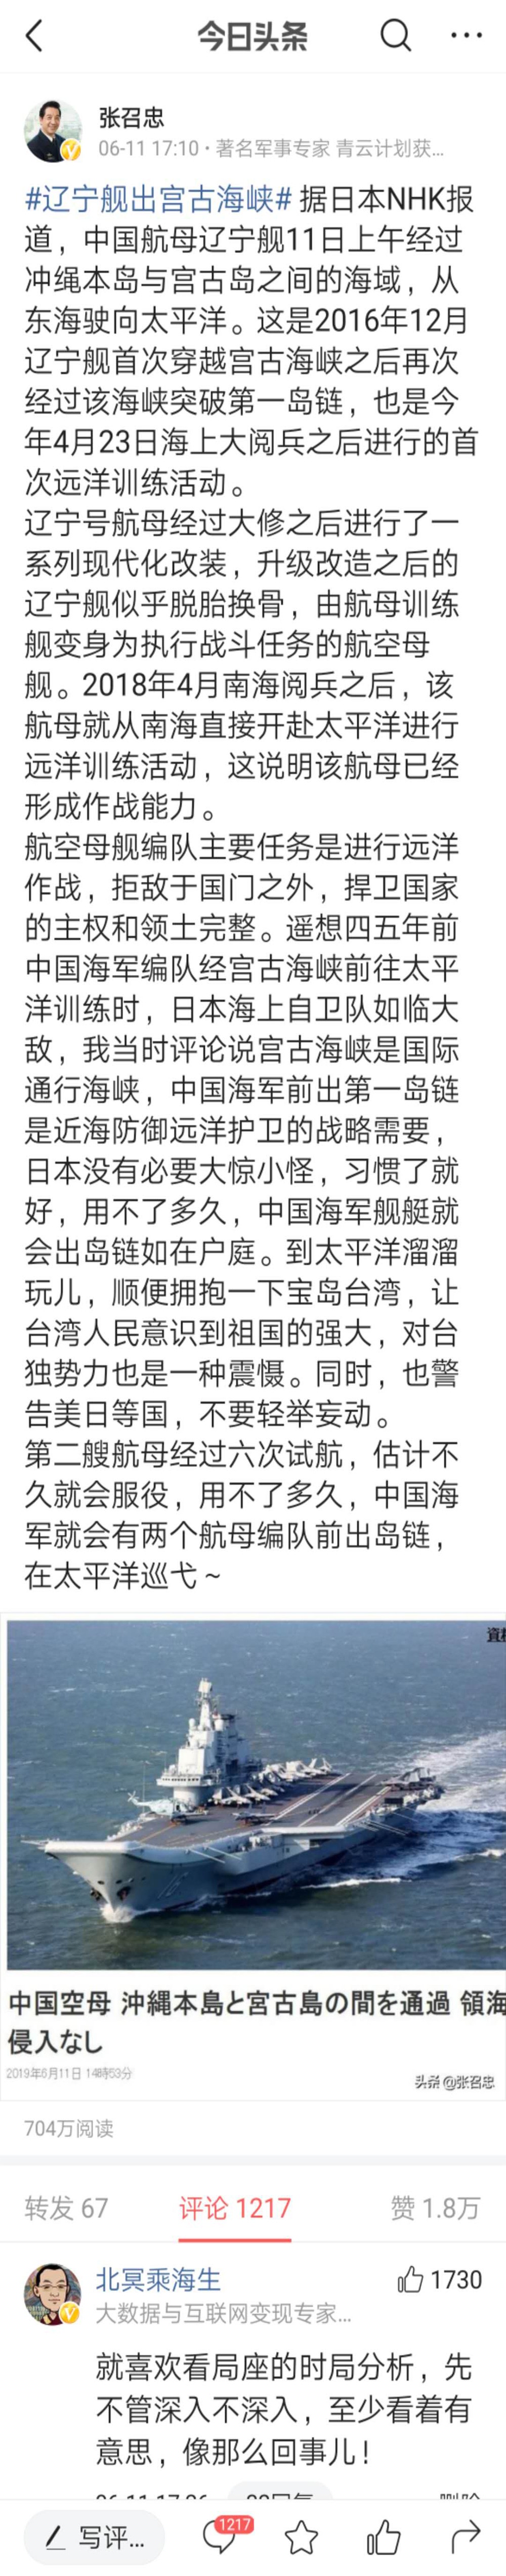 今日头条
张召忠
06-11 17:10 · 著名军事专家 青云计划获...
#辽宁舰出宫古海峡# 据日本NHK报
道，中国航母辽宁舰11日上午经过
冲绳本岛与宫古岛之间的海域，从
东海驶向太平洋。这是2016年12月
辽宁舰首次穿越宫古海峡之后再次
经过该海峡突破第一岛链，也是今
年4月23日海上大阅兵之后进行的首
次远洋训练活动。
辽宁号航母经过大修之后进行了一
系列现代化改装，升级改造之后的
辽宁舰似乎脱胎换骨，由航母训练
舰变身为执行战斗任务的航空母
舰。2018年4月南海阅兵之后，该
航母就从南海直接开赴太平洋进行
远洋训练活动，这说明该航母已经
形成作战能力。
航空母舰编队主要任务是进行远洋
作战，拒敌于国门之外，捍卫国家
的主权和领土完整。遥想四五年前
中国海军编队经宫古海峡前往太平
洋训练时，日本海上自卫队如临大
敌，我当时评论说宫古海峡是国际
通行海峡，中国海军前出第一岛链
是近海防御远洋护卫的战略需要，
日本没有必要大惊小怪，习惯了就
好，用不了多久，中国海军舰艇就
会出岛链如在户庭。到太平洋溜溜
玩儿，顺便拥抱一下宝岛台湾，让
台湾人民意识到祖国的强大，对台
独势力也是一种震慑。同时，也警
告美日等国，不要轻举妄动。
第二艘航母经过六次试航，估计不
久就会服役，用不了多久，中国海
军就会有两个航母编队前出岛链，
在太平洋巡弋～
資
中国空母 沖縄本島と宮古島の間を通過 領海
侵入なし
2019年6月11日 14時53分
头条 @张召忠
704万阅读
转发 67 评论 1217 赞 1.8万
北冥乘海生 1730
大数据与互联网变现专家...
就喜欢看局座的时局分析，先
不管深入不深入，至少看着有
意思，像那么回事儿！
写评... 1217